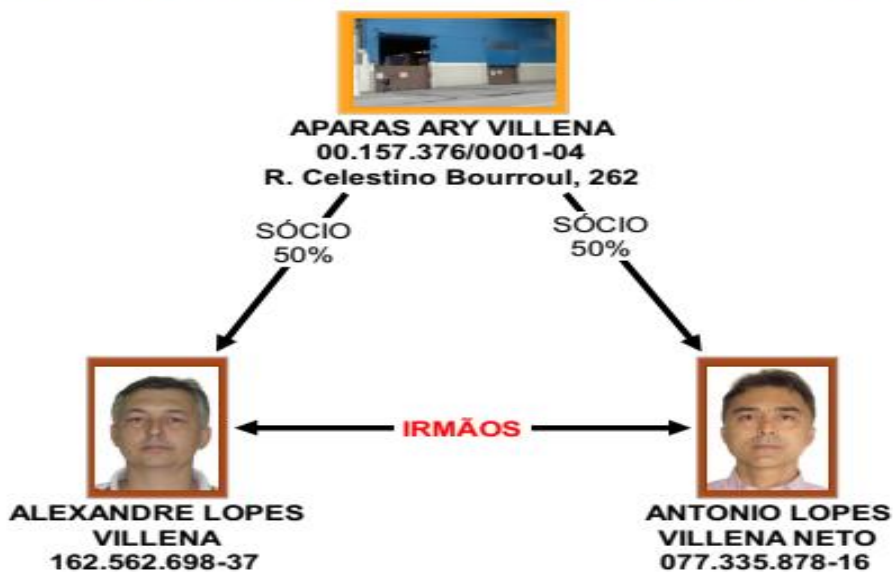 APARAS ARY VILLENA
00.157.376/0001-04
R. Celestino Bourroul, 262
SÓCIO
50%
SÓCIO
50%
IRMÃOS
ALEXANDRE LOPES
VILLENA
162.562.698-37
ANTONIO LOPES
VILLENA NETO
077.335.878-16